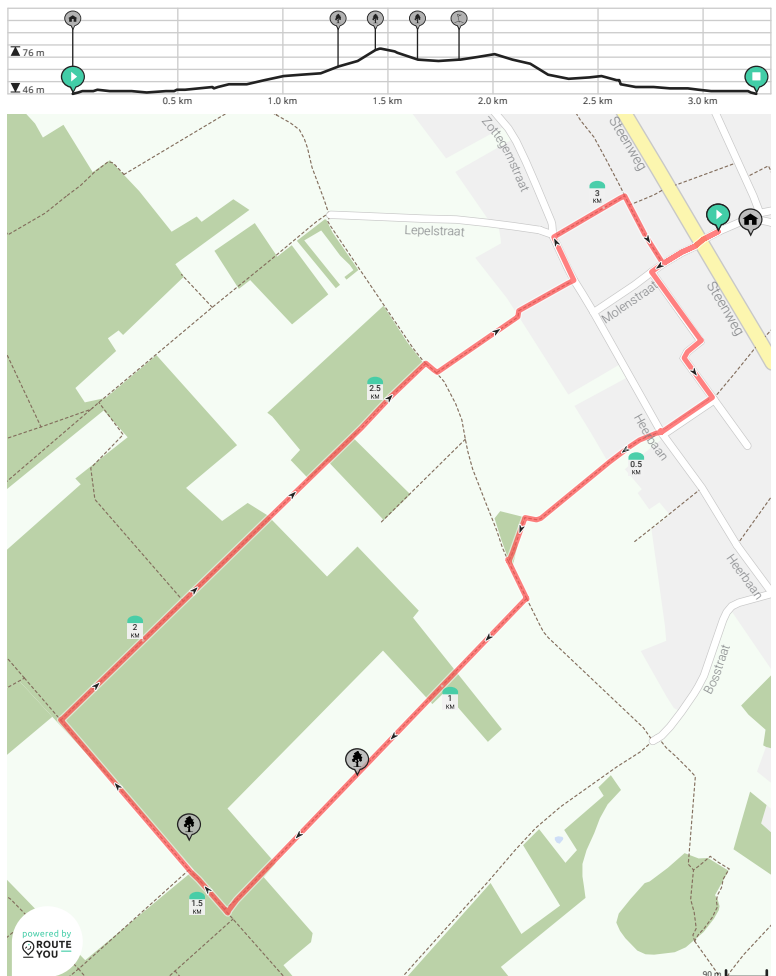 76 m
46 m
0.5 km
1.0 km
1.5 km
2.0 km
2.5 km
3.0 km
Zottegemstraat
Steenweg
3
KM
Lepelstraat
Molenstraat
Steenweg
2.5
KM
Heerbaan
0.5
KM
Heerbaan
2
KM
Bosstraat
1
KM
1.5
KM
powered by
ROUTE
YOU
90 m